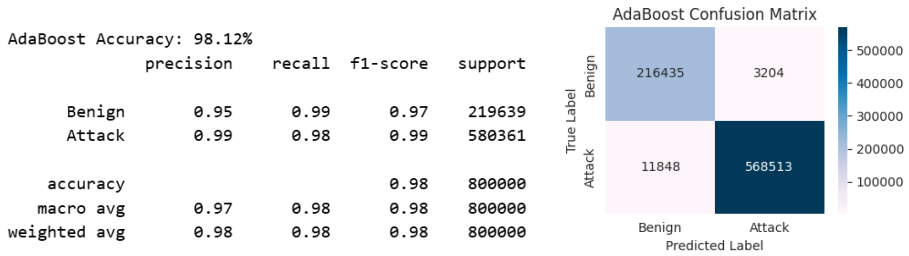 AdaBoost Accuracy: 98.12%
precision recall f1-score support
Benign 0.95 0.99 0.97 219639
Attack 0.99 0.98 0.99 580361
accuracy 0.98 800000
macro avg 0.97 0.98 0.98 800000
weighted avg 0.98 0.98 0.98 800000
AdaBoost Confusion Matrix
True Label
Benign
216435 3204
Attack
11848 568513
Benign Attack
Predicted Label
500000
400000
300000
200000
100000